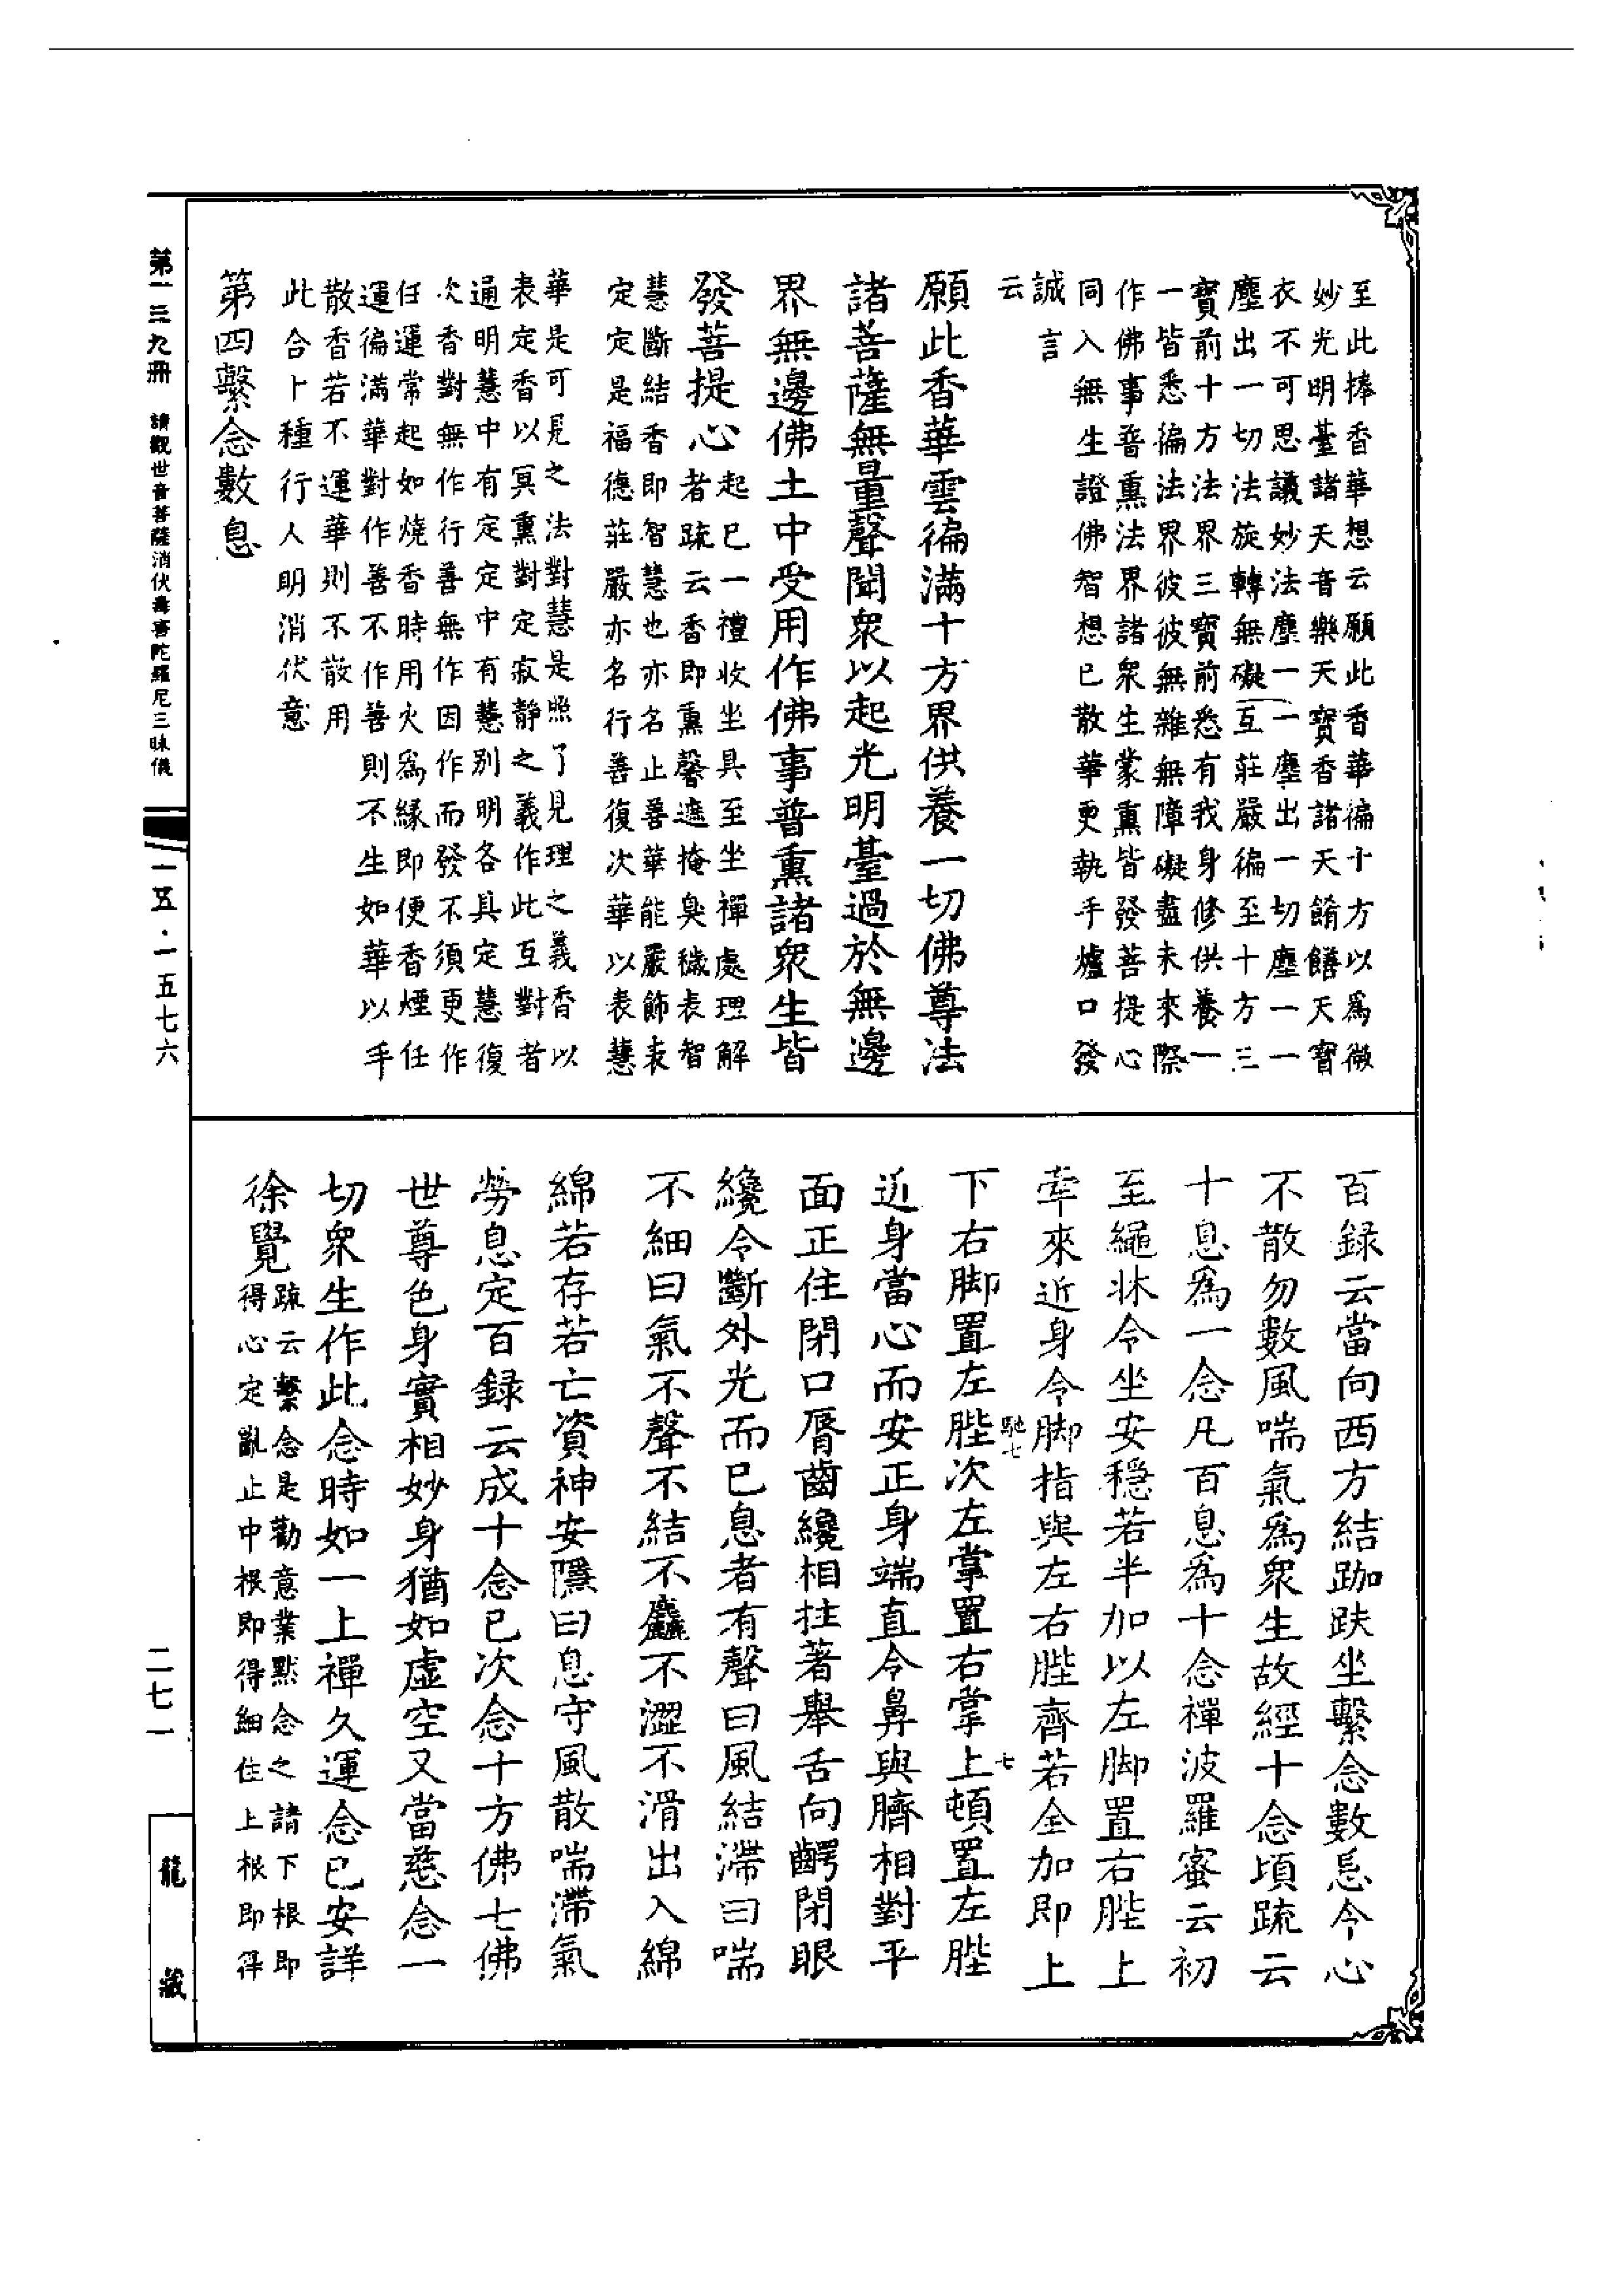 至此捧香華想云願此香華徧十方以爲微
妙光明臺諸天音樂天寶香諸天餚饍天寶
衣不可思議妙法塵一一塵出一切塵一一
塵出一切法旋轉無礙互莊嚴徧至十方三
寶前十方法界三寶前悉有我身修供養一
一皆悉徧法界彼彼無雜無障礙盡未來際
作佛事普熏法界諸衆生蒙熏皆發菩提心
同入無生證佛智想已散華更執手爐口發
誠言
云
願此香華雲徧滿十方界供養一切佛尊法
諸菩薩無量聲聞衆以起光明臺過於無邊
界無邊佛土中受用作佛事普熏諸衆生皆
發菩提心
起已一禮收坐具至坐禪處理解
者疏云香即熏馨遮掩臭穢表智
慧斷結香即智慧也亦名止善華能嚴飾表
定定是福德莊嚴亦名行善復次華以表慧
華是可見之法對慧是照了見理之義香以
表定香以冥熏對定寂靜之義作此互對者
通明慧中有定定中有慧別明各具定慧復
次香對無作行善無作因作而發不須更作
任運常起如燒香時用火爲緣即便香煙任
運徧滿華對作善不作善則不生如華以手
散香若不運華則不散用
此合十種行人明消伏意
第四繫念數息
百録云當向西方結跏趺坐繫念數息令心
不散勿數風喘氣爲衆生故經十念頃疏云
十息爲一念凡百息爲十念禪波羅蜜云初
至繩牀令坐安穩若半加以左脚置右𨄔上
牽來近身令脚指與左右𨄔齊若全加即上
下右脚置左𨄔次左掌置右掌上頓置左𨄔
近身當心而安正身端直令鼻與臍相對平
面正住閉口脣齒纔相拄著舉舌向齶閉眼
纔令斷外光而已息者有聲曰風結滯曰喘
不細曰氣不聲不結不麤不澀不滑出入綿
綿若存若亡資神安隱曰息守風散喘滯氣
勞息定百録云成十念已次念十方佛七佛
世尊色身實相妙身猶如虛空又當慈念一
切衆生作此念時如一上禪久運念已安詳
徐覺
疏云繫念是勸意業默念之諸下根即
得心定亂止中根即得細住上根即得
馳七
七
第一三九冊 請觀世音菩薩消伏毒害陀羅尼三昧儀
一五・一五七六
二七一
龍藏